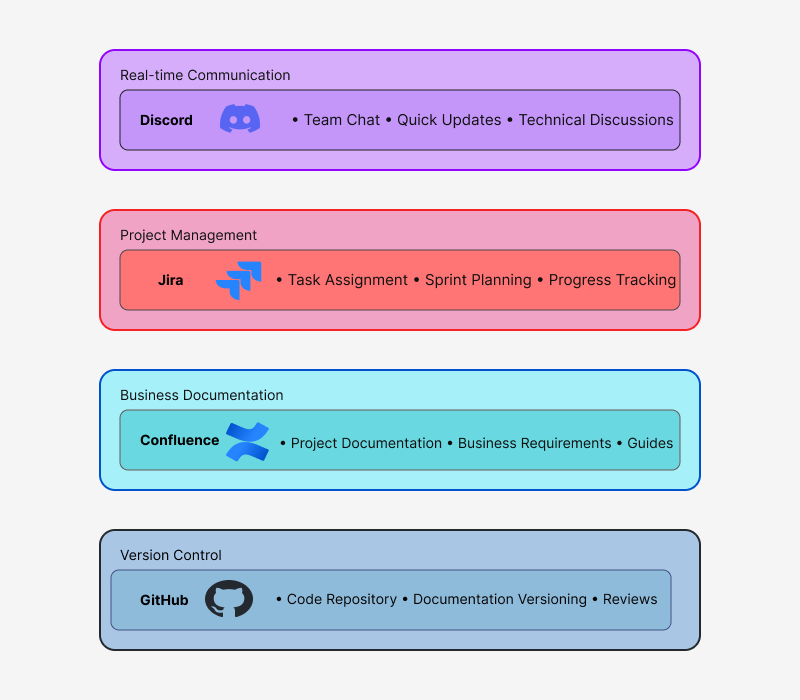 Real-time Communication
Discord • Team Chat • Quick Updates • Technical Discussions
Project Management
Jira • Task Assignment • Sprint Planning • Progress Tracking
Business Documentation
Confluence • Project Documentation • Business Requirements • Guides
Version Control
GitHub • Code Repository • Documentation Versioning • Reviews